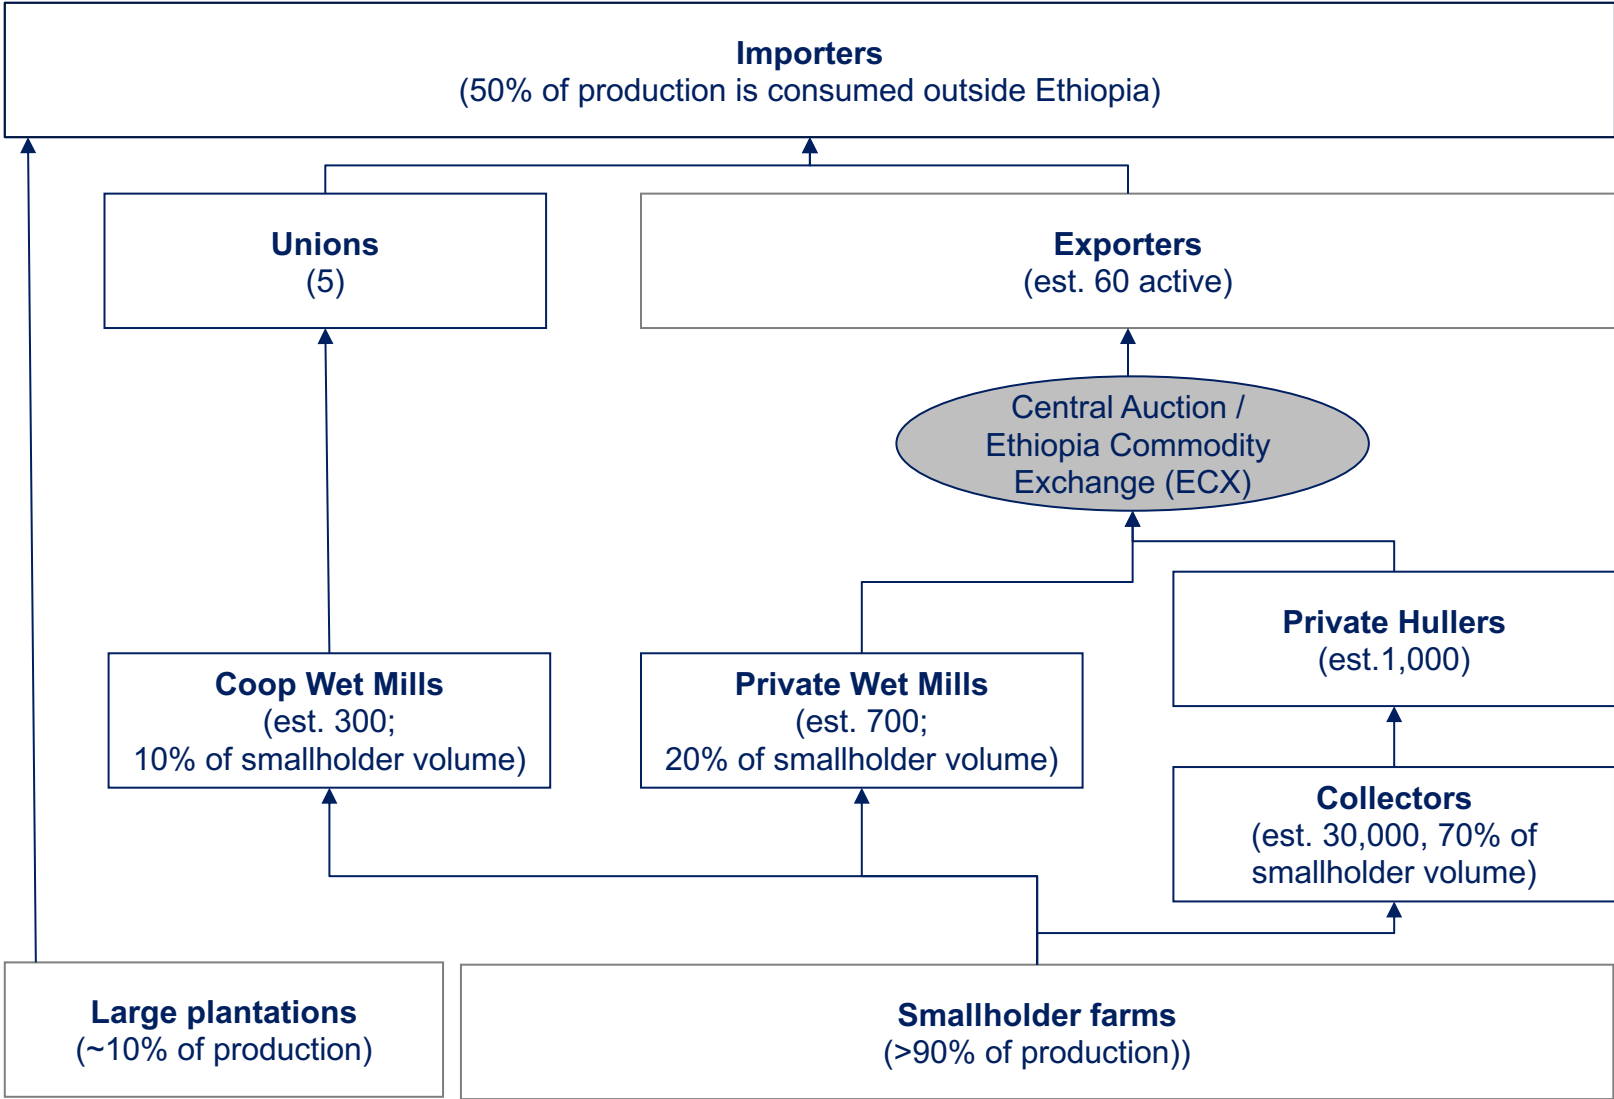 Importers
(50% of production is consumed outside Ethiopia)
Unions
(5)
Exporters
(est. 60 active)
Central Auction /
Ethiopia Commodity
Exchange (ECX)
Private Hullers
(est.1,000)
Coop Wet Mills
(est. 300;
10% of smallholder volume)
Private Wet Mills
(est. 700;
20% of smallholder volume)
Collectors
(est. 30,000, 70% of
smallholder volume)
Large plantations
(~10% of production)
Smallholder farms
(>90% of production))